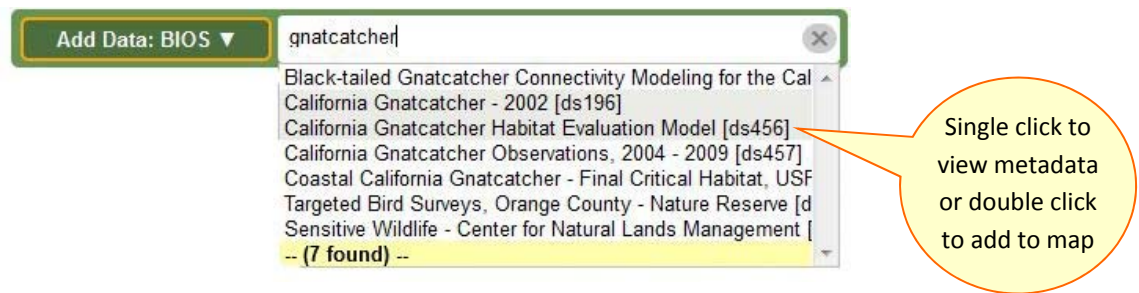 Add Data: BIOS ▼
gnatcatcher
Black-tailed Gnatcatcher Connectivity Modeling for the Cal
California Gnatcatcher - 2002 [ds196]
California Gnatcatcher Habitat Evaluation Model [ds456]
California Gnatcatcher Observations, 2004 - 2009 [ds457]
Coastal California Gnatcatcher - Final Critical Habitat, USF
Targeted Bird Surveys, Orange County - Nature Reserve [d
Sensitive Wildlife - Center for Natural Lands Management [
-- (7 found) --
Single click to
view metadata
or double click
to add to map